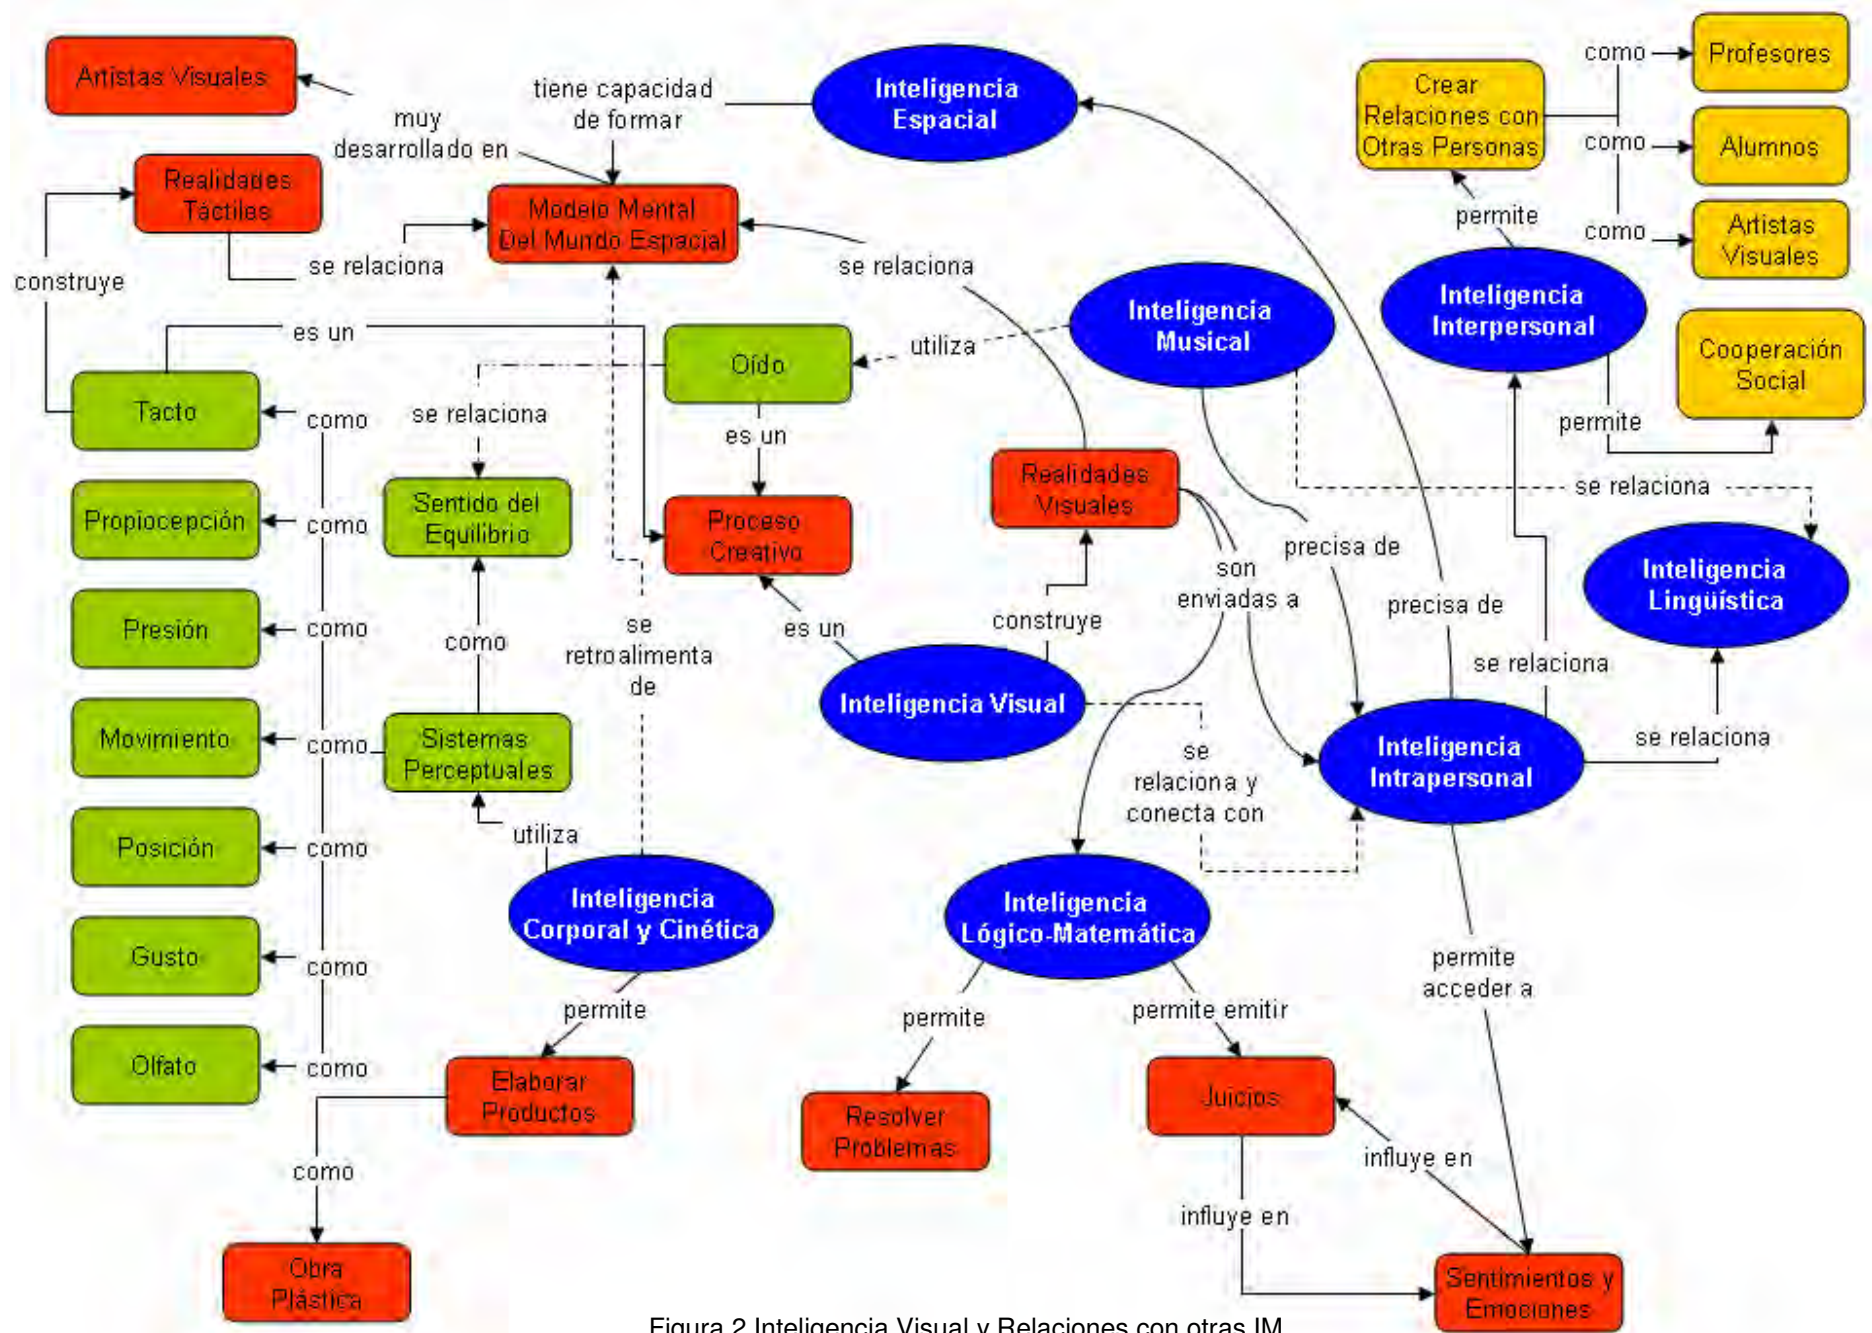 Artistas Visuales
tiene capacidad
de formar
Inteligencia
Espacial
Crear
Relaciones con
Otras Personas
como
Profesores
como
Alumnos
como
Artistas
Visuales
muy
desarrollado en
Realidades
Táctiles
Modelo Mental
Del Mundo Espacial
permite
construye
se relaciona
se relaciona
Inteligencia
Musical
Inteligencia
Interpersonal
Cooperación
Social
es un
Oído
utiliza
permite
Tacto
como
se relaciona
es un
Realidades
Visuales
se relaciona
Propiocepción
como
Sentido del
Equilibrio
Proceso
Creativo
precisa de
son
enviadas a
Inteligencia
Lingüística
precisa de
Presión
como
como
se
retroalimenta
de
es un
construye
se relaciona
Inteligencia Visual
Movimiento
como
Sistemas
Perceptuales
se
relaciona y
conecta con
Inteligencia
Intrapersonal
se relaciona
Posición
como
utiliza
Inteligencia
Corporal y Cinética
Inteligencia
Lógico-Matemática
Gusto
como
permite
acceder a
permite
permite
permite emitir
Olfato
como
Elaborar
Productos
Resolver
Problemas
Juicios
como
influye en
influye en
Obra
Plástica
Sentimientos y
Emociones
Figura 2 Inteligencia Visual y Relaciones con otras IM